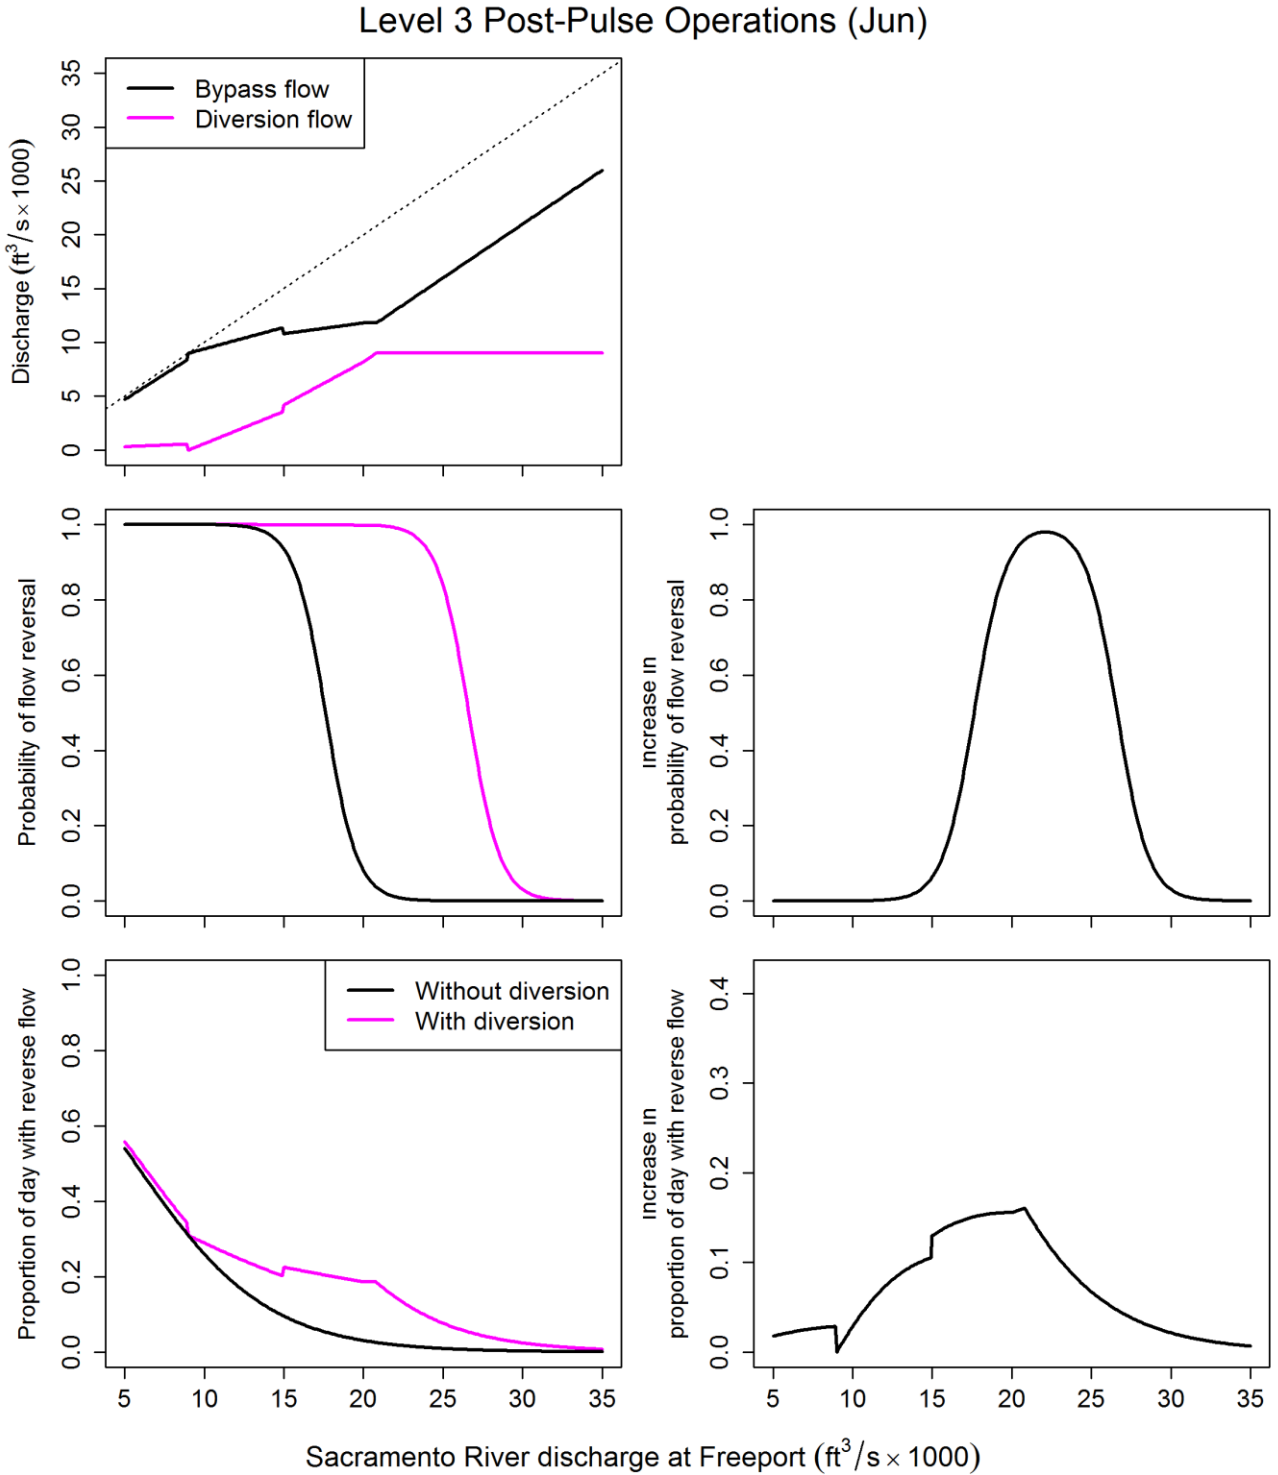 Level 3 Post-Pulse Operations (Jun)
Discharge (ft³/s × 1000)
35
30
25
20
15
10
5
0
Bypass flow
Diversion flow
Probability of flow reversal
1.0
0.8
0.6
0.4
0.2
0.0
increase in
probability of flow reversal
1.0
0.8
0.6
0.4
0.2
0.0
Proportion of day with reverse flow
1.0
0.8
0.6
0.4
0.2
0.0
Without diversion
With diversion
5 10 15 20 25 30 35
increase in
proportion of day with reverse flow
0.4
0.3
0.2
0.1
0.0
5 10 15 20 25 30 35
Sacramento River discharge at Freeport (ft³/s × 1000)